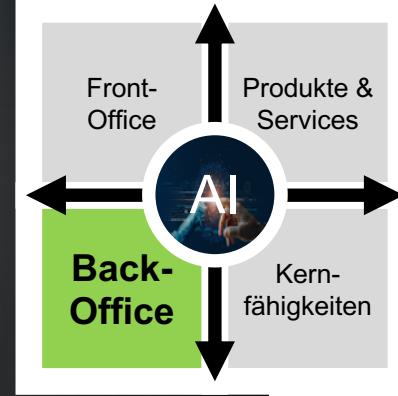 Front-
Office
Produkte &
Services
AI
Back-
Office
Kern-
fähigkeiten